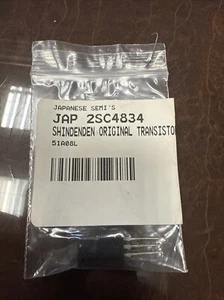 JAPANESE SEMI'S
JAP 2SC4834
SHINDENDEN ORIGINAL TRANSISTO
51A08L